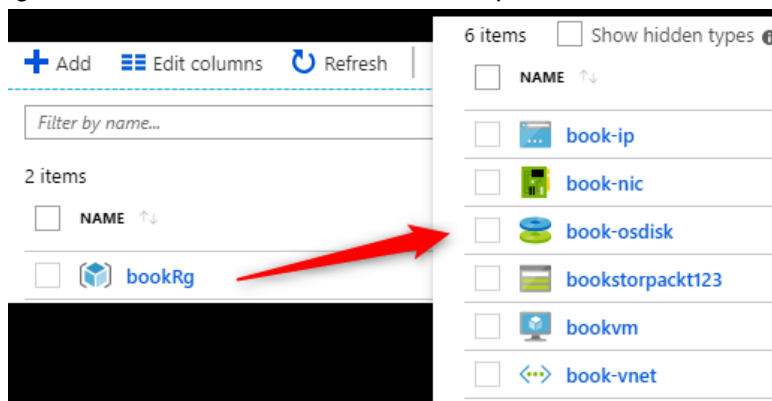 Add Edit columns Refresh
Filter by name...
2 items
NAME
bookRg
6 items Show hidden types
NAME
book-ip
book-nic
book-osdisk
bookstorpackt123
bookvm
book-vnet